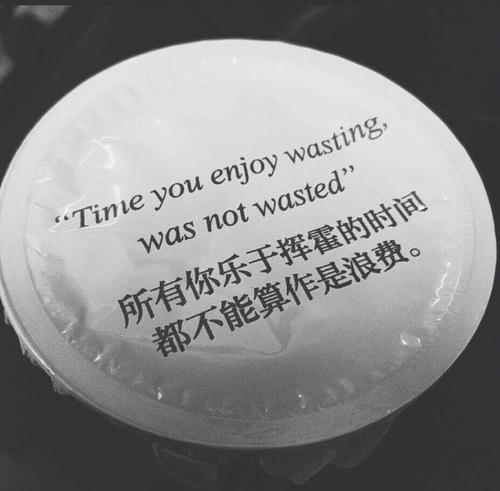 “Time you enjoy wasting,
was not wasted”
所有你乐于挥霍的时间
都不能算作是浪费。